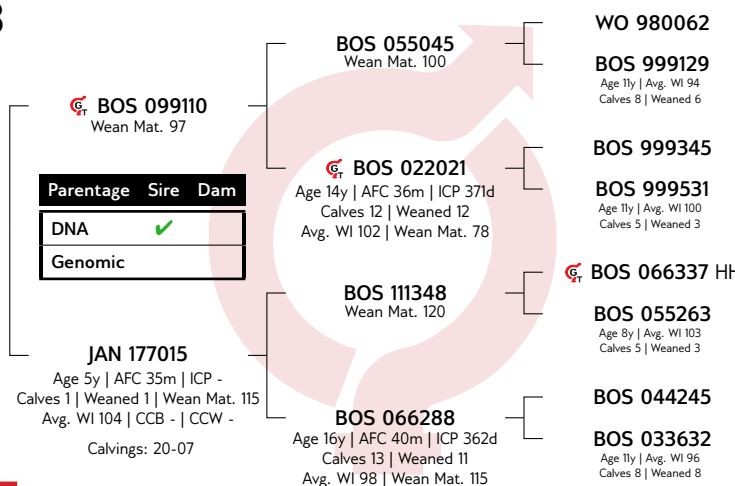 BOS 099110
Wean Mat. 97
Parentage Sire Dam
DNA ✔
Genomic
JAN 177015
Age 5y | AFC 35m | ICP -
Calves 1 | Weaned 1 | Wean Mat. 115
Avg. WI 104 | CCB - | CCW -
Calvings: 20-07
BOS 055045
Wean Mat. 100
BOS 022021
Age 14y | AFC 36m | ICP 371d
Calves 12 | Weaned 12
Avg. WI 102 | Wean Mat. 78
BOS 111348
Wean Mat. 120
BOS 066288
Age 16y | AFC 40m | ICP 362d
Calves 13 | Weaned 11
Avg. WI 98 | Wean Mat. 115
WO 980062
BOS 999129
Age 11y | Avg. WI 94
Calves 8 | Weaned 6
BOS 999345
BOS 999531
Age 11y | Avg. WI 100
Calves 5 | Weaned 3
BOS 066337 HH
BOS 055263
Age 8y | Avg. WI 103
Calves 5 | Weaned 3
BOS 044245
BOS 033632
Age 11y | Avg. WI 96
Calves 8 | Weaned 8